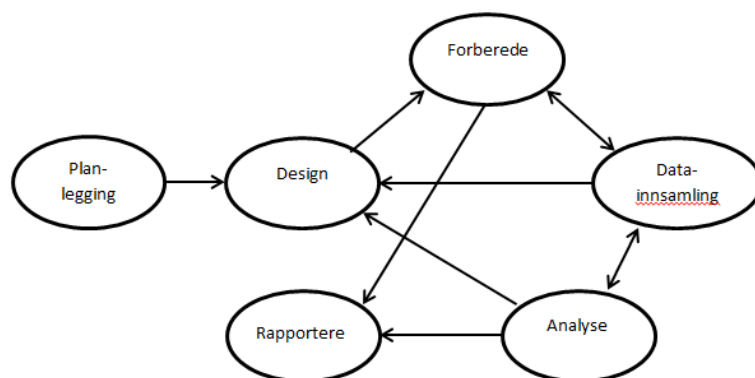 Forberede
Plan-
legging
Design
Data-
innsamling
Rapportere
Analyse